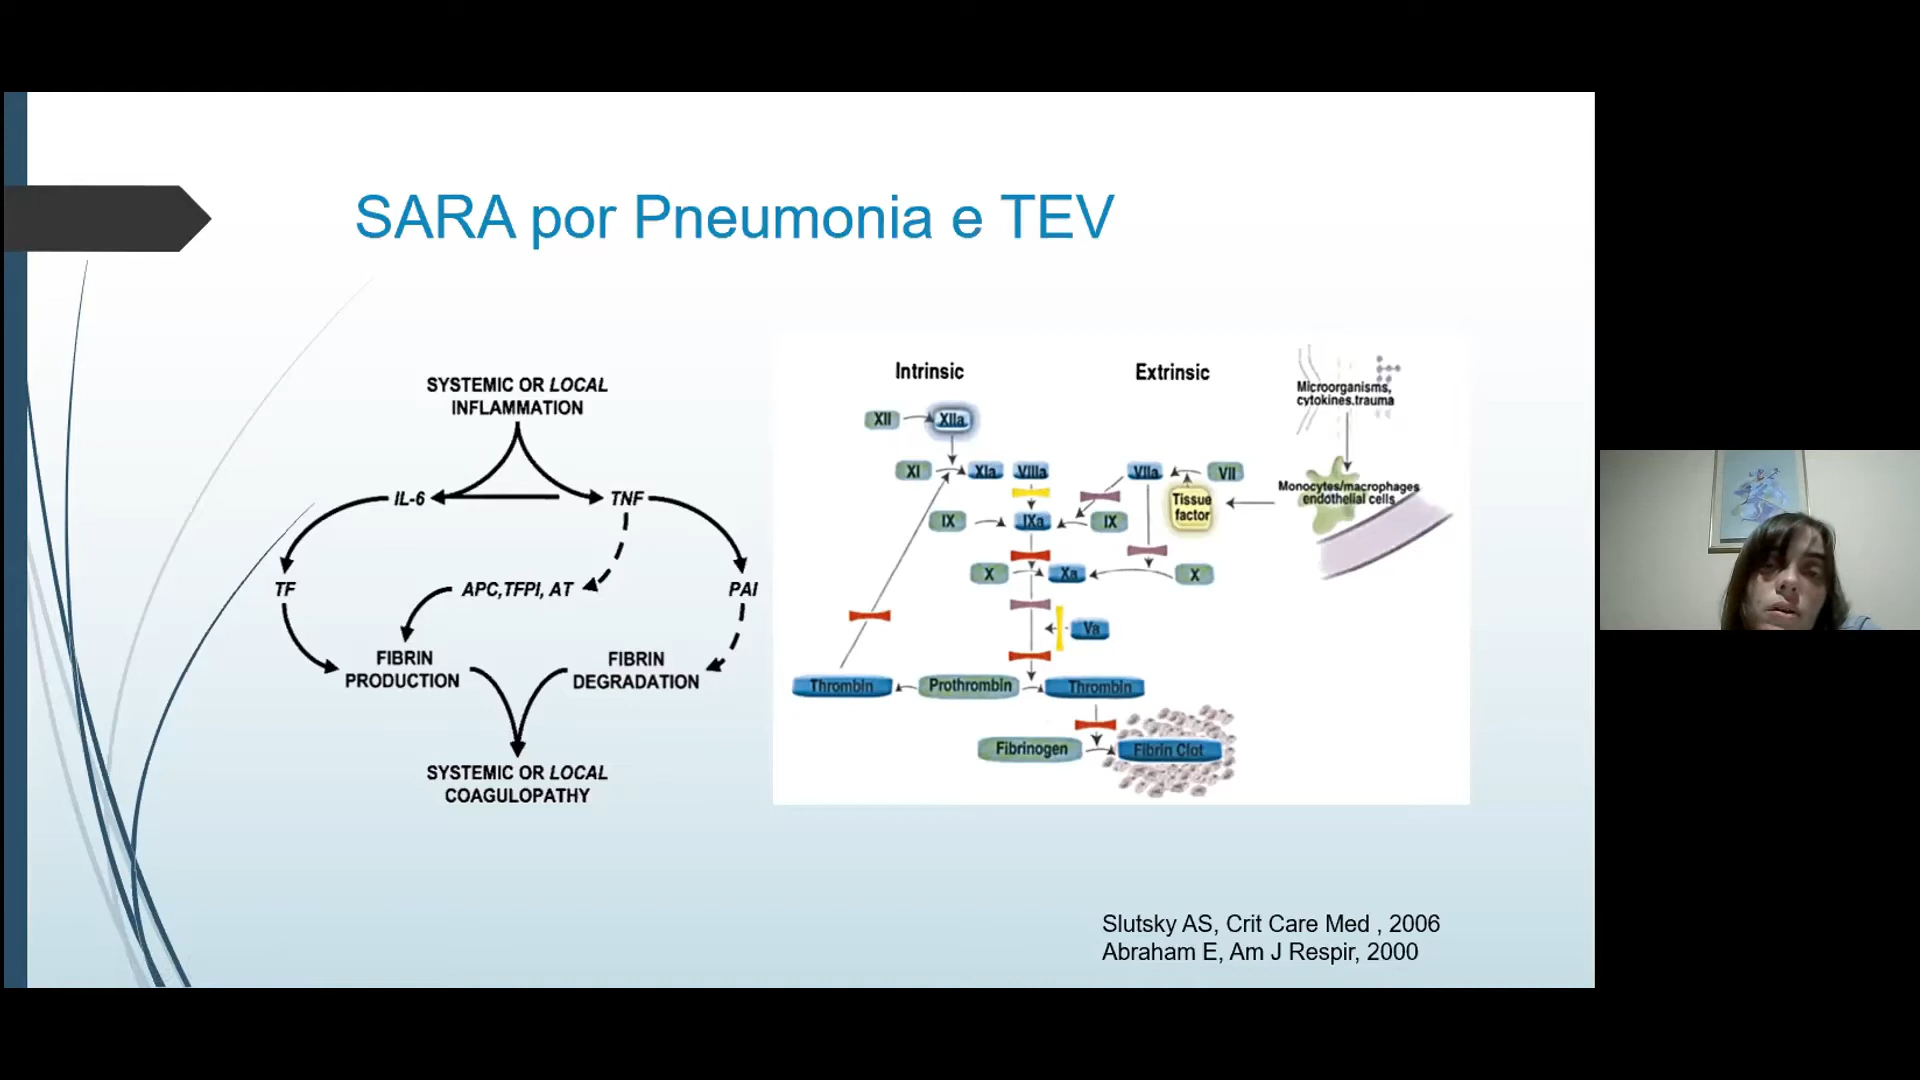 SARA por Pneumonia e TEV
SYSTEMIC OR LOCAL
INFLAMMATION
IL-6
TNF
TF
APC,TFPI, AT
PAI
FIBRIN
PRODUCTION
FIBRIN
DEGRADATION
SYSTEMIC OR LOCAL
COAGULOPATHY
Intrinsic
Extrinsic
Microorganisms,
cytokines.trauma
XII
XIIa
XI
XIa
VIIIa
VIIa
VII
Monocytes/macrophages
endothelial cells
Tissue
factor
IX
IXa
IX
X
Xa
X
Va
Thrombin
Prothrombin
Thrombin
Fibrinogen
Fibrin Clot
Slutsky AS, Crit Care Med , 2006
Abraham E, Am J Respir, 2000